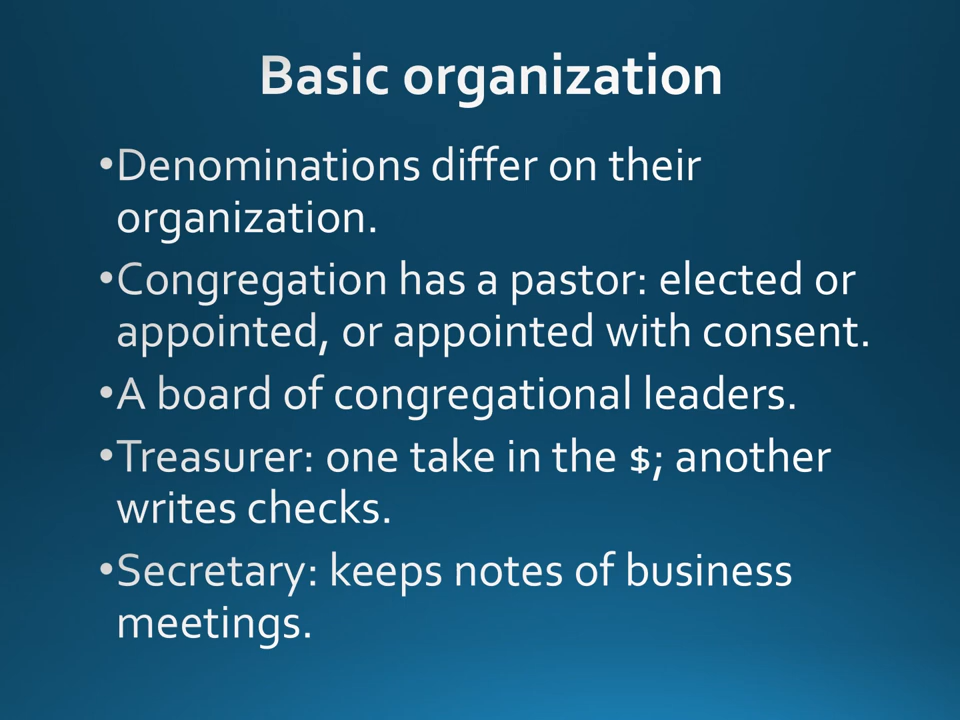 Basic organization
•Denominations differ on their
organization.
•Congregation has a pastor: elected or
appointed, or appointed with consent.
•A board of congregational leaders.
•Treasurer: one take in the $; another
writes checks.
•Secretary: keeps notes of business
meetings.